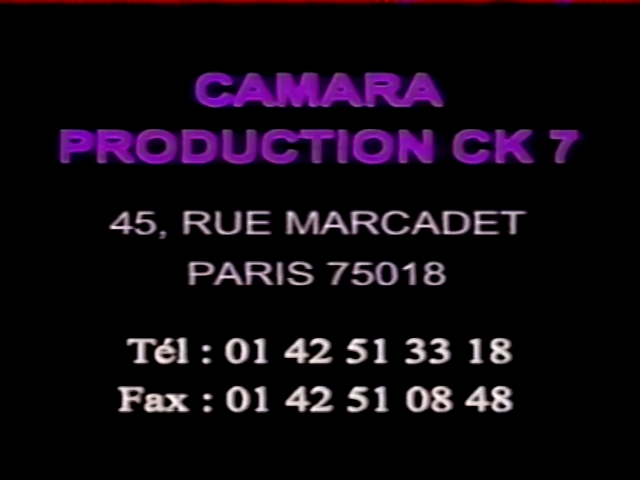 CAMARA
PRODUCTION CK 7
45, RUE MARCADET
PARIS 75018
Tél : 01 42 51 33 18
Fax : 01 42 51 08 48